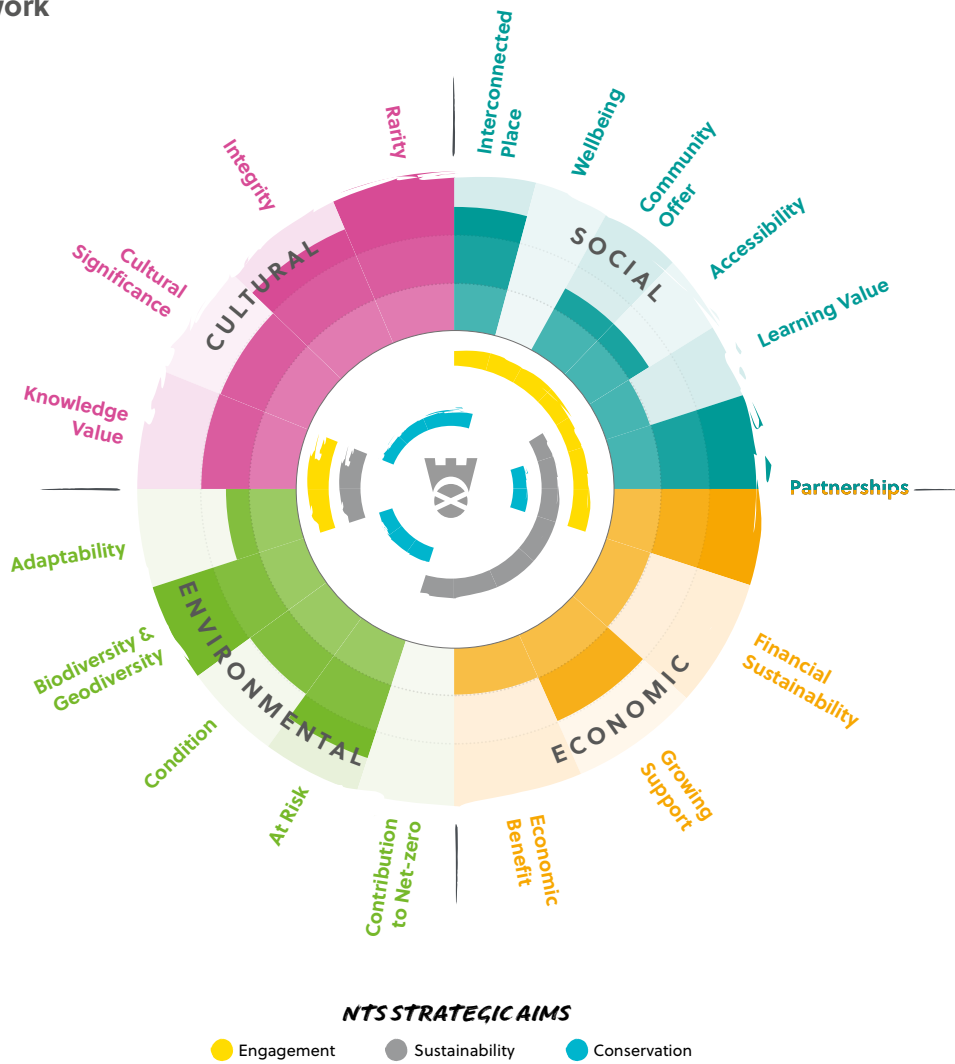 Interconnected
Place
Wellbeing
Community
Offer
Accessibility
Learning Value
Partnerships
Rarity
Integrity
Cultural
Significance
Knowledge
Value
CULTURAL
SOCIAL
Adaptability
Biodiversity &
Geodiversity
Condition
At Risk
Contribution
to Net-zero
ENVIRONMENTAL
ECONOMIC
Financial
Sustainability
Growing
Support
Economic
Benefit
NTS STRATEGIC AIMS
Engagement
Sustainability
Conservation